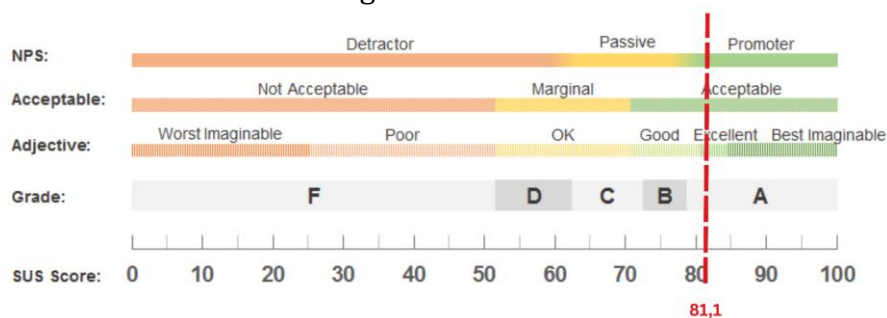 NPS: Detractor Passive Promoter
Acceptable: Not Acceptable Marginal Acceptable
Adjective: Worst Imaginable Poor OK Good Excellent Best Imaginable
Grade: F D C B A
SUS Score: 0 10 20 30 40 50 60 70 80 90 100
81,1